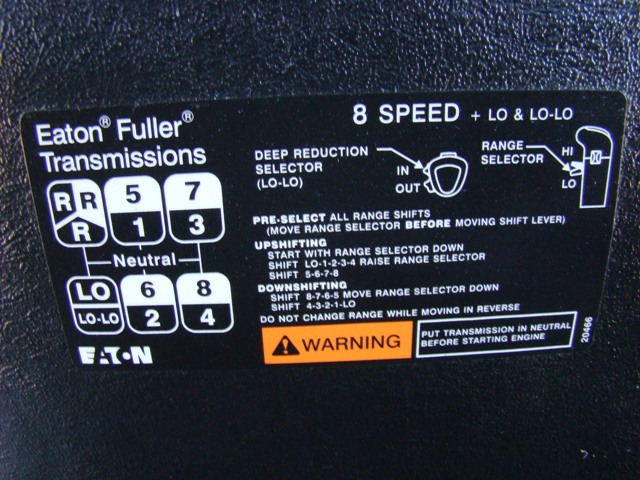 Eaton® Fuller®
Transmissions
8 SPEED + LO & LO-LO
DEEP REDUCTION
SELECTOR
(LO-LO)
IN
OUT
RANGE
SELECTOR
HI
LO
R R 5 7
R 1 3
Neutral
LO 6 8
LO-LO 2 4
PRE-SELECT ALL RANGE SHIFTS
(MOVE RANGE SELECTOR BEFORE MOVING SHIFT LEVER)
UPSHIFTING
START WITH RANGE SELECTOR DOWN
SHIFT LO-1-2-3-4 RAISE RANGE SELECTOR
SHIFT 5-6-7-8
DOWNSHIFTING
SHIFT 8-7-6-5 MOVE RANGE SELECTOR DOWN
SHIFT 4-3-2-1-LO
DO NOT CHANGE RANGE WHILE MOVING IN REVERSE
EATON
WARNING
PUT TRANSMISSION IN NEUTRAL
BEFORE STARTING ENGINE
20466